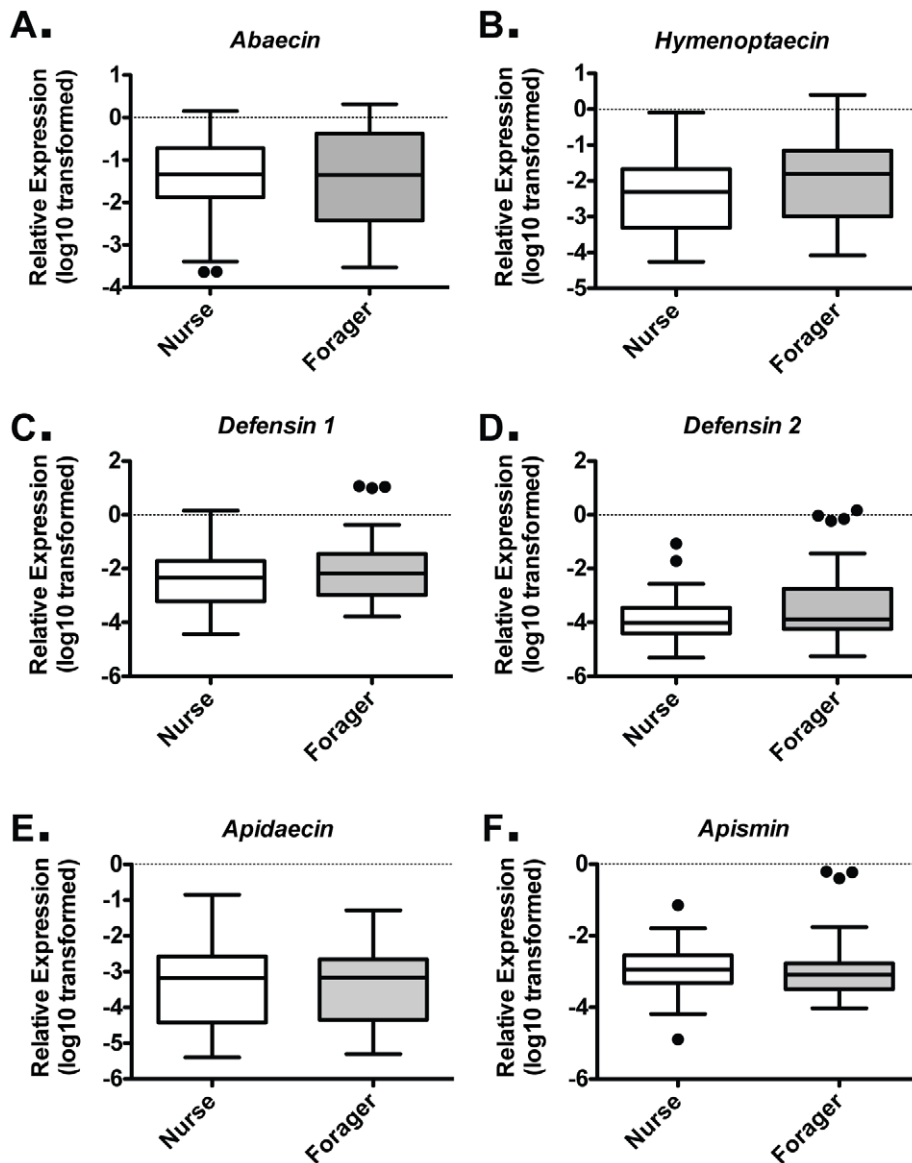 A.
Abaecin
Relative Expression
(log10 transformed)
1
0
-1
-2
-3
-4
Nurse
Forager
B.
Hymenoptaecin
Relative Expression
(log10 transformed)
1
0
-1
-2
-3
-4
-5
Nurse
Forager
C.
Defensin 1
Relative Expression
(log10 transformed)
2
0
-2
-4
-6
Nurse
Forager
D.
Defensin 2
Relative Expression
(log10 transformed)
2
0
-2
-4
-6
Nurse
Forager
E.
Apidaecin
Relative Expression
(log10 transformed)
0
-1
-2
-3
-4
-5
-6
Nurse
Forager
F.
Apismin
Relative Expression
(log10 transformed)
0
-2
-4
-6
Nurse
Forager